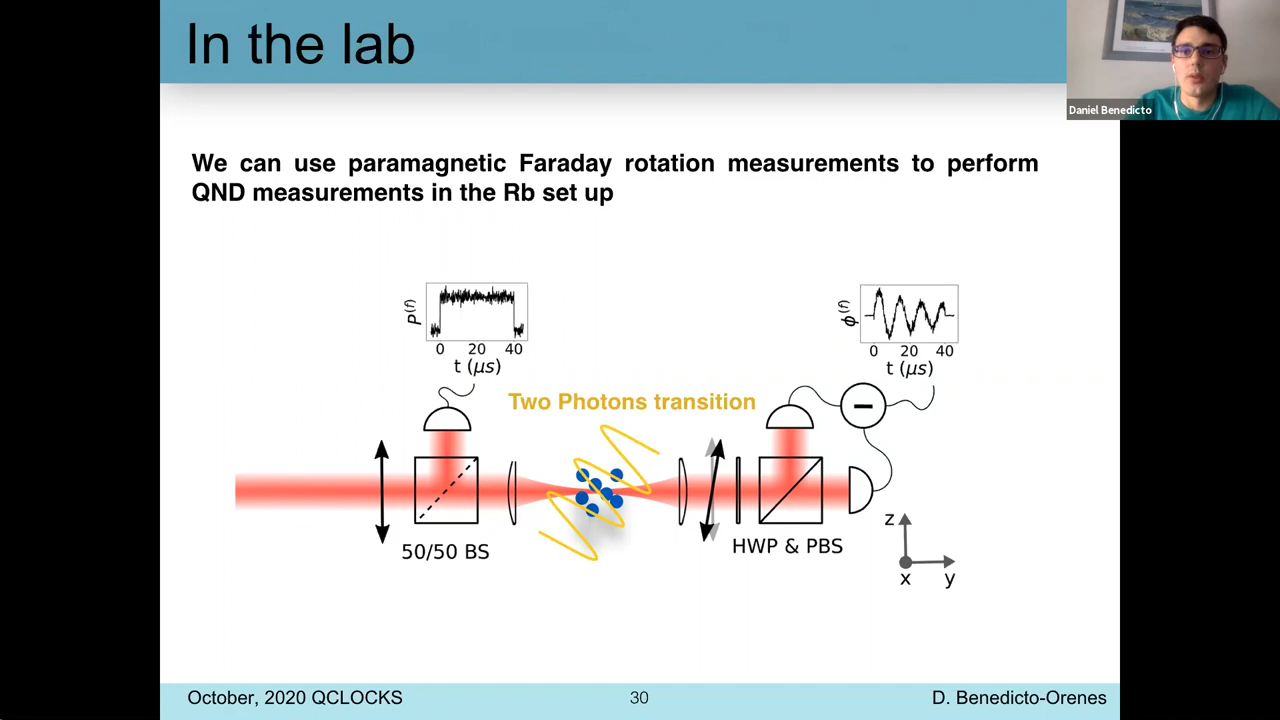 In the lab
Daniel Benedicto
We can use paramagnetic Faraday rotation measurements to perform
QND measurements in the Rb set up
P(f)
0 20 40
t (μs)
ϕ(f)
0 20 40
t (μs)
Two Photons transition
50/50 BS
HWP & PBS
z
x y
October, 2020 QCLOCKS 30 D. Benedicto-Orenes